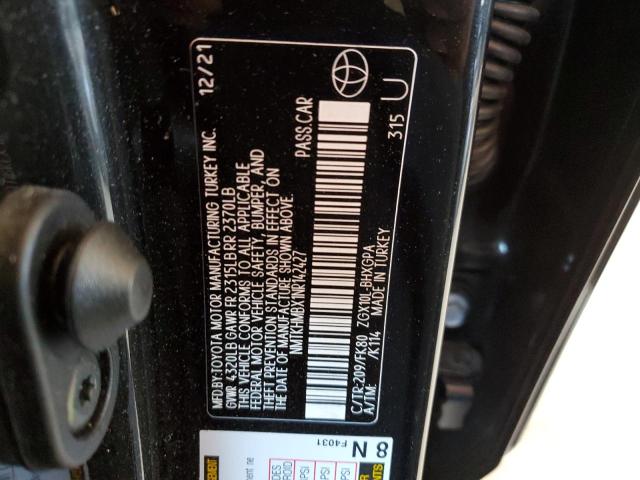 MFD.BY:TOYOTA MOTOR MANUFACTURING TURKEY INC. 12/21
GVWR 4320LB GAWR FR 2315LB RR 2370LB
THIS VEHICLE CONFORMS TO ALL APPLICABLE
FEDERAL MOTOR VEHICLE SAFETY, BUMPER, AND
THEFT PREVENTION STANDARDS IN EFFECT ON
THE DATE OF MANUFACTURE SHOWN ABOVE.
NMTKHMBX1NR142427 PASS.CAR
C/TR:209/FK80 ZGX10L-BHXGPA
A/TM: /K114 MADE IN TURKEY 315 U
8 N
F4031
PSI
PSI
PSI